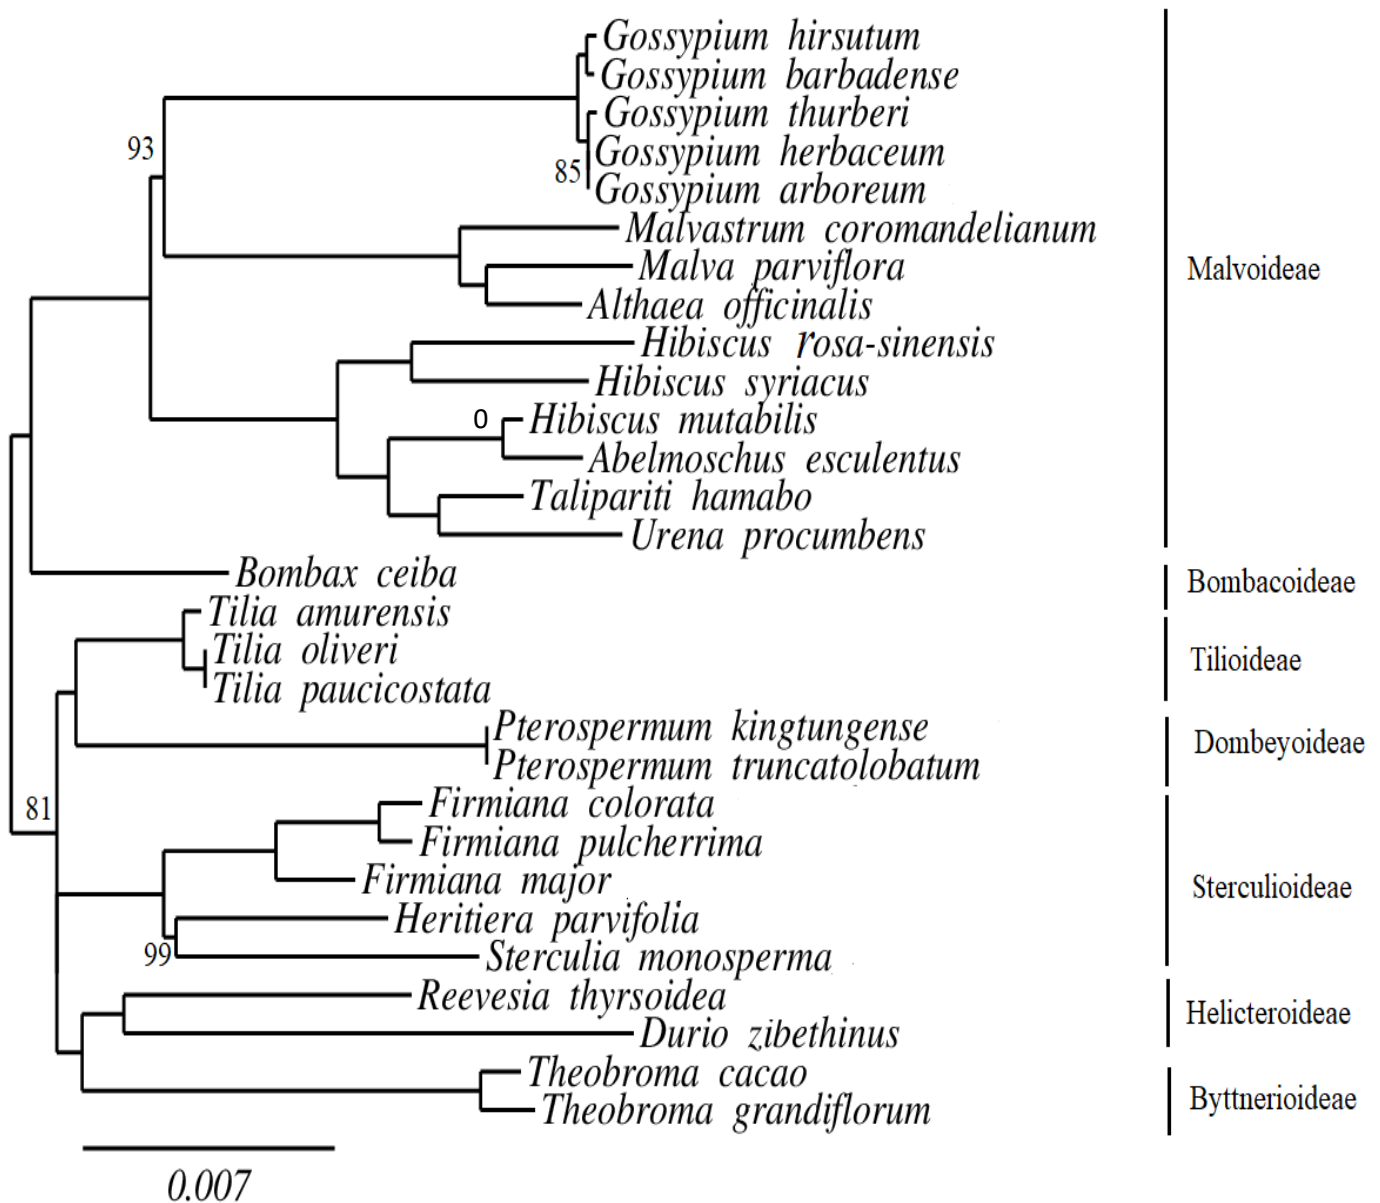 Gossypium hirsutum
Gossypium barbadense
Gossypium thurberi
93
Gossypium herbaceum
85
Gossypium arboreum
Malvastrum coromandelianum
Malva parviflora
Malvoideae
Althaea officinalis
Hibiscus rosa-sinensis
Hibiscus syriacus
0
Hibiscus mutabilis
Abelmoschus esculentus
Talipariti hamabo
Urena procumbens
Bombax ceiba
Bombacoideae
Tilia amurensis
Tilia oliveri
Tilioideae
Tilia paucicostata
Pterospermum kingtungense
Dombeyoideae
Pterospermum truncatolobatum
81
Firmiana colorata
Firmiana pulcherrima
Firmiana major
Sterculioideae
Heritiera parvifolia
99
Sterculia monosperma
Reevesia thyrsoidea
Helicteroideae
Durio zibethinus
Theobroma cacao
Byttnerioideae
Theobroma grandiflorum
0.007